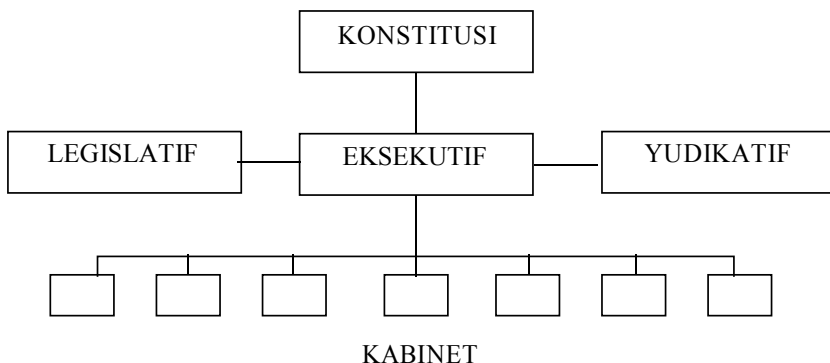 KONSTITUSI
LEGISLATIF
EKSEKUTIF
YUDIKATIF
KABINET